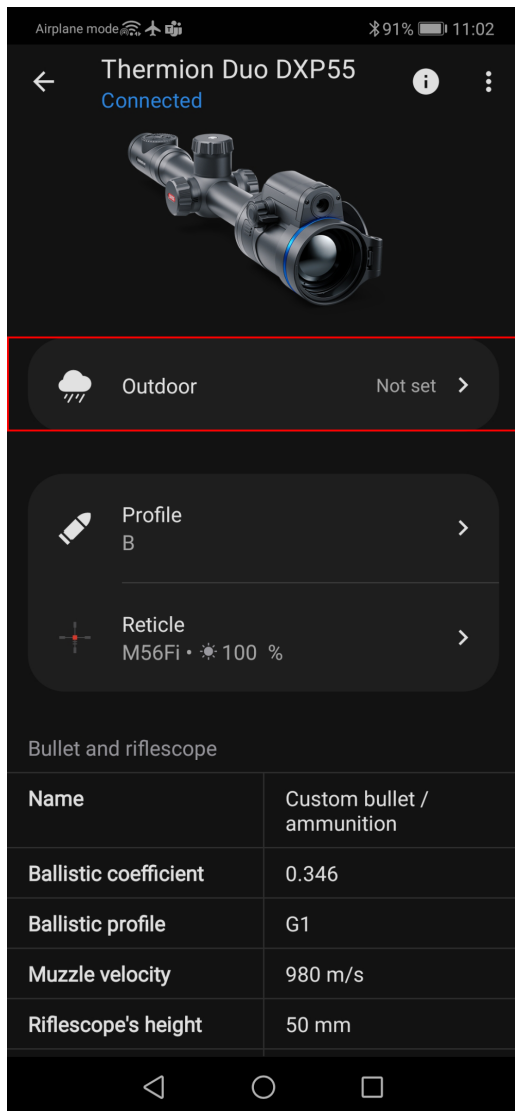 Airplane mode 91% 11:02
Thermion Duo DXP55
Connected
Outdoor Not set
Profile
B
Reticle
M56Fi • 100 %
Bullet and riflescope
Name Custom bullet /
ammunition
Ballistic coefficient 0.346
Ballistic profile G1
Muzzle velocity 980 m/s
Riflescope's height 50 mm